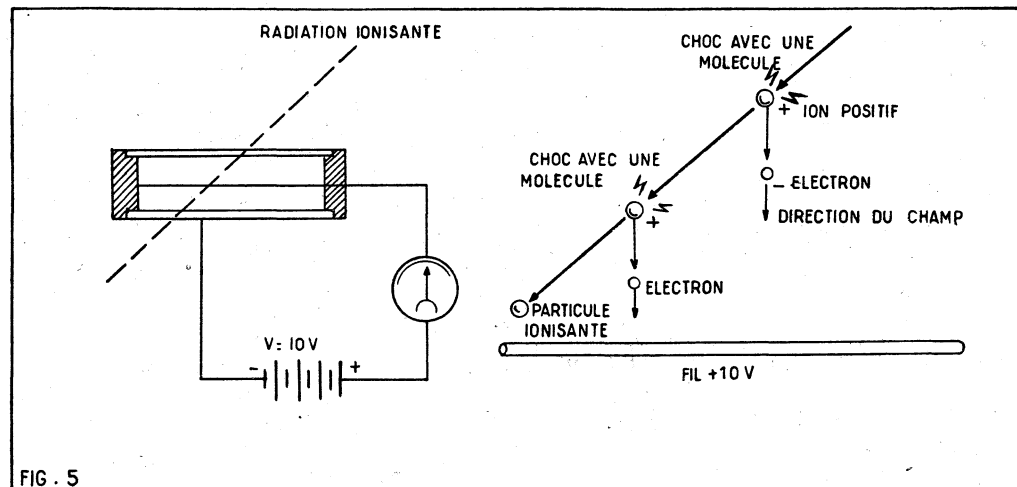 RADIATION IONISANTE
V= 10V
-
+
CHOC AVEC UNE
MOLECULE
+
ION POSITIF
CHOC AVEC UNE
MOLECULE
+
- ELECTRON
DIRECTION DU CHAMP
ELECTRON
PARTICULE
IONISANTE
FIL +10 V
FIG. 5